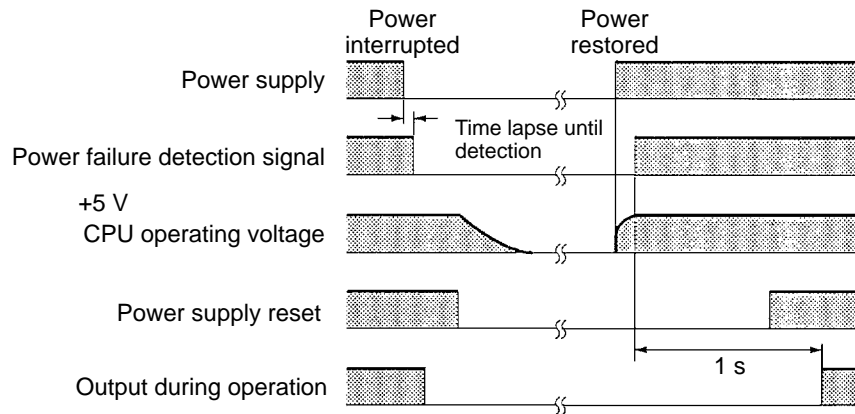 Power
interrupted
Power
restored
Power supply
Time lapse until
detection
Power failure detection signal
+5 V
CPU operating voltage
Power supply reset
1 s
Output during operation